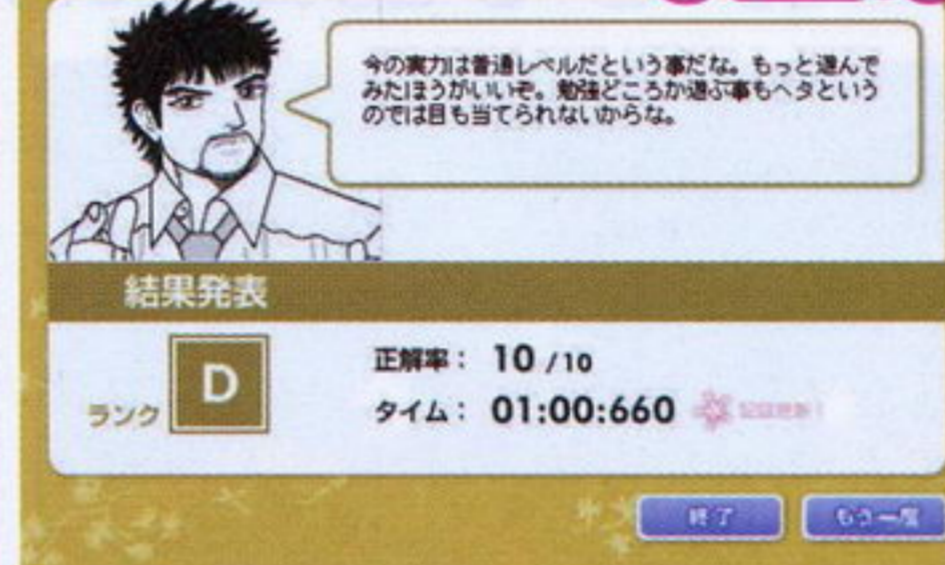 今の実力は普通レベルだという事だな。もっと遊んで
みたほうがいいぞ。勉強どころか遊ぶ事もヘタという
のでは目も当てられないからな。
結果発表
ランク
D
正解率： 10 /10
タイム： 01:00:660
記録更新！
終了
もう一度